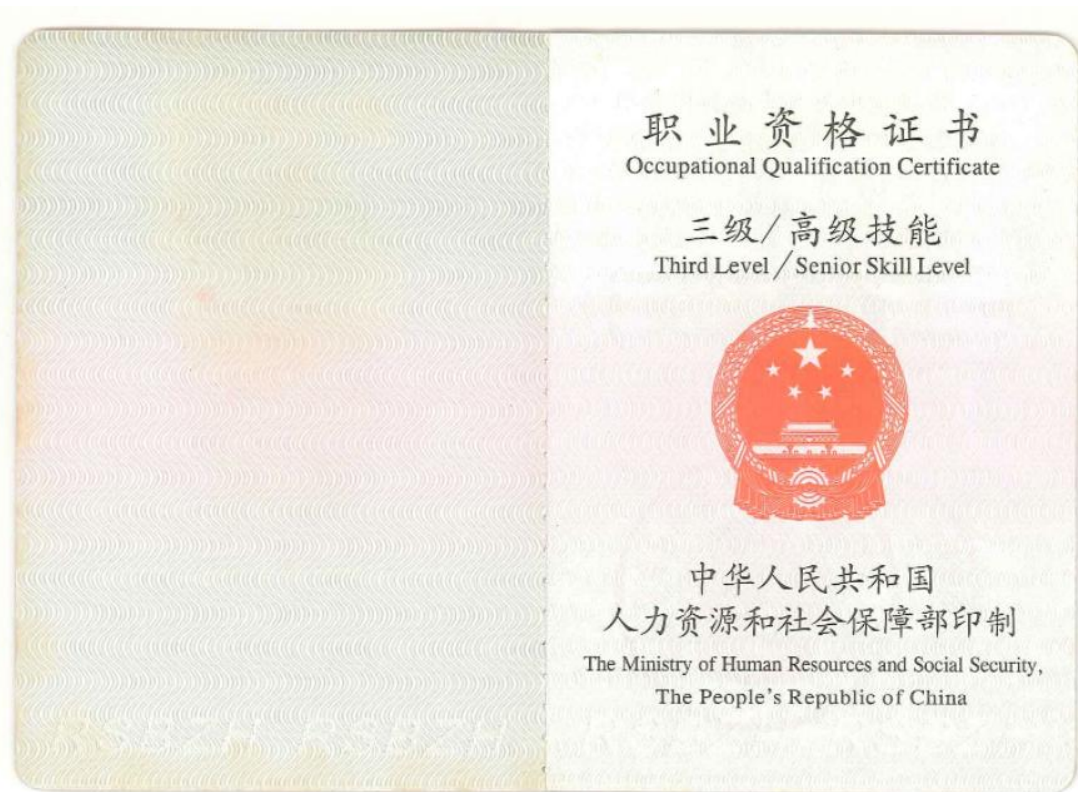 职业资格证书
Occupational Qualification Certificate
三级/高级技能
Third Level/Senior Skill Level
中华人民共和国
人力资源和社会保障部印制
The Ministry of Human Resources and Social Security,
The People's Republic of China